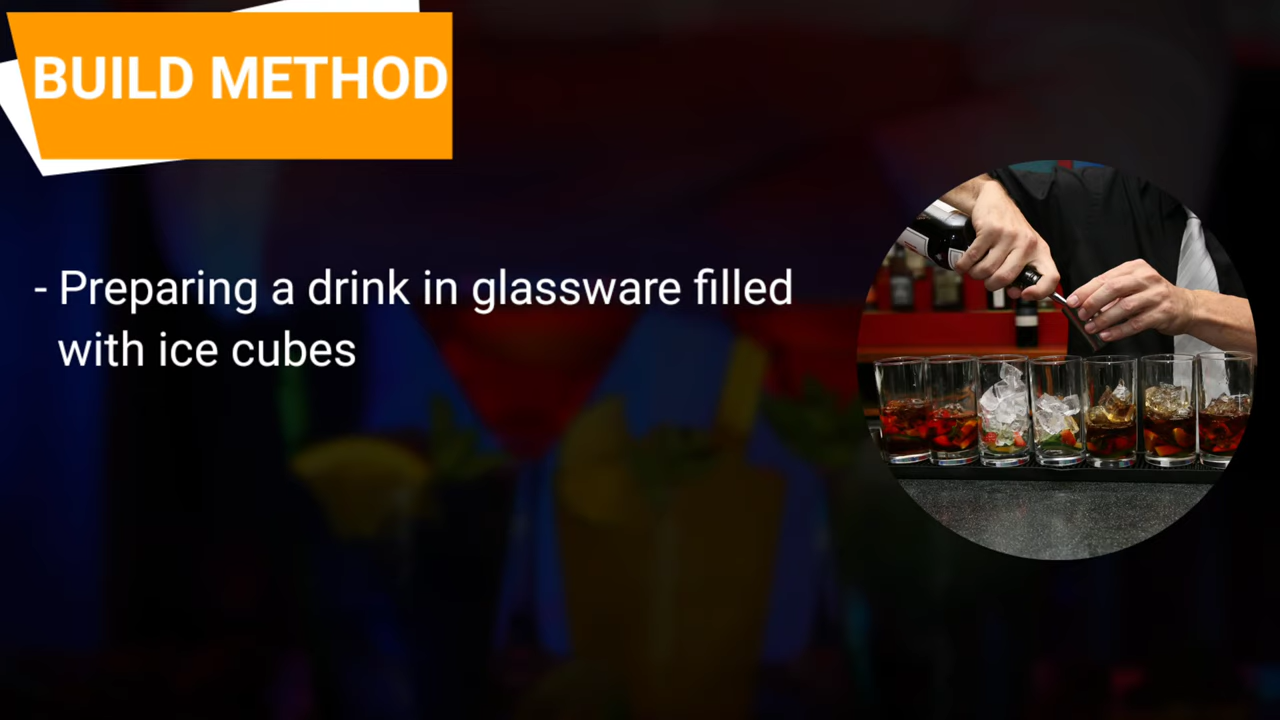 BUILD METHOD
- Preparing a drink in glassware filled
with ice cubes